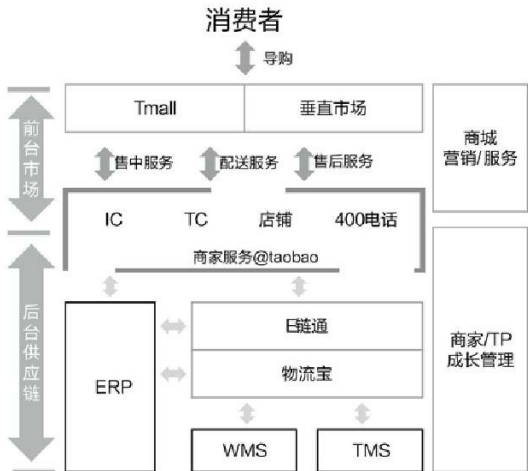 消费者
导购
Tmall
垂直市场
商城
营销/服务
前台市场
售中服务
配送服务
售后服务
IC
TC
店铺
400电话
商家服务@taobao
后台供应链
ERP
E链通
物流宝
商家/TP
成长管理
WMS
TMS